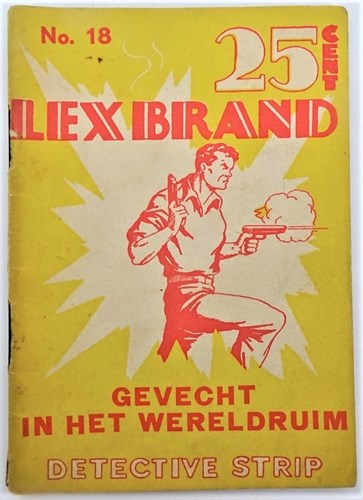 No. 18
25 CENT
LEX BRAND
GEVECHT
IN HET WERELDRUIM
DETECTIVE STRIP